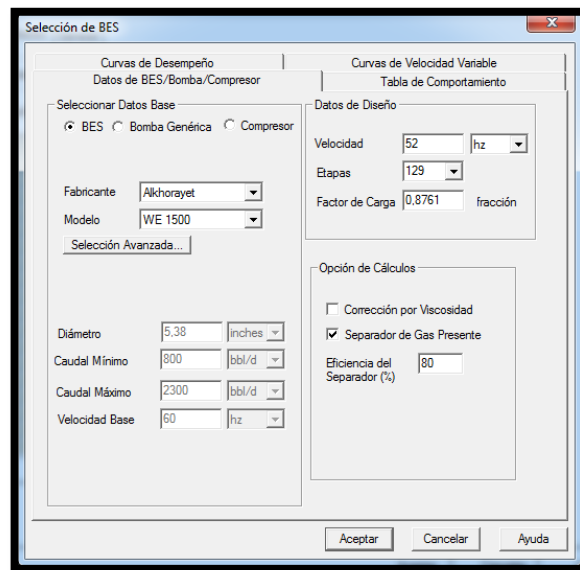 Selección de BES
Curvas de Desempeño
Curvas de Velocidad Variable
Datos de BES/Bomba/Compresor
Tabla de Comportamiento
Seleccionar Datos Base
BES
Bomba Genérica
Compresor
Fabricante
Alkhorayet
Modelo
WE 1500
Selección Avanzada...
Diámetro
5,38
inches
Caudal Mínimo
800
bbl/d
Caudal Máximo
2300
bbl/d
Velocidad Base
60
hz
Datos de Diseño
Velocidad
52
hz
Etapas
129
Factor de Carga
0,8761
fracción
Opción de Cálculos
Corrección por Viscosidad
Separador de Gas Presente
Eficiencia del
Separador (%)
80
Aceptar
Cancelar
Ayuda